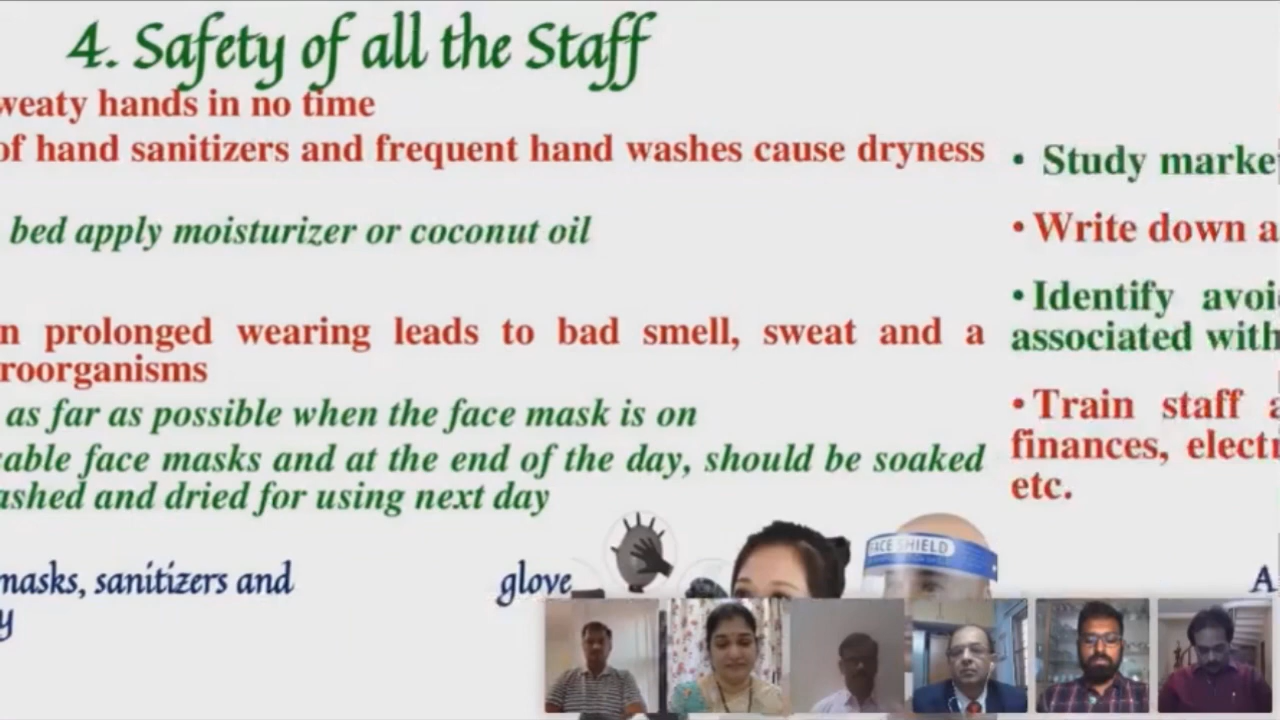 4. Safety of all the Staff
weaty hands in no time
of hand sanitizers and frequent hand washes cause dryness
bed apply moisturizer or coconut oil
n prolonged wearing leads to bad smell, sweat and a
roorganisms
as far as possible when the face mask is on
able face masks and at the end of the day, should be soaked
ashed and dried for using next day
masks, sanitizers and
glove
y
• Study marke
• Write down a
• Identify avoi
associated with
• Train staff a
finances, electr
etc.
A
FACE SHIELD